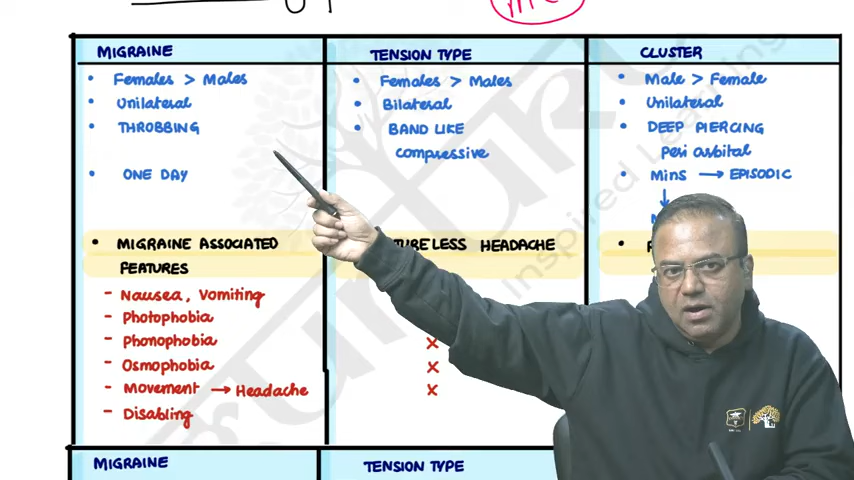 MIGRAINE
• Females > Males
• Unilateral
• THROBBING
• ONE DAY
• MIGRAINE ASSOCIATED
FEATURES
- Nausea, Vomiting
- Photophobia
- Phonophobia
- Osmophobia
- Movement → Headache
- Disabling
TENSION TYPE
• Females > Males
• Bilateral
• BAND LIKE
compressive
HEADACHE
x
x
x
CLUSTER
• Male > Female
• Unilateral
• DEEP PIERCING
Peri orbital
• Mins → EPISODIC
MIGRAINE
TENSION TYPE
Inspired Learning